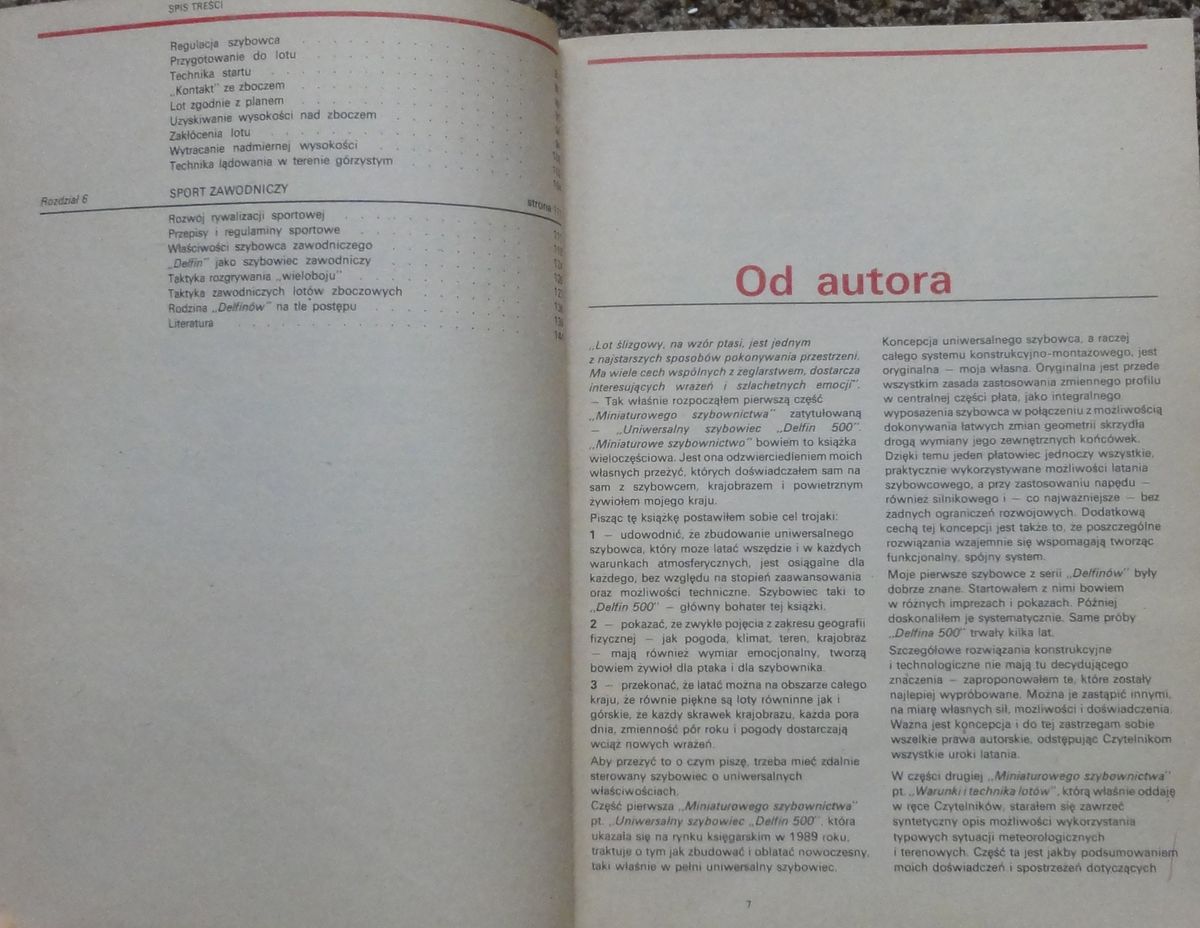 SPIS TREŚCI
Regulacja szybowca
Przygotowanie do lotu
Technika startu
„Kontakt” ze zboczem
Lot zgodnie z planem
Uzyskiwanie wysokości nad zboczem
Zakłócenia lotu
Wytracanie nadmiernej wysokości
Technika lądowania w terenie górzystym
Rozdział 6
SPORT ZAWODNICZY
strona
Rozwój rywalizacji sportowej
Przepisy i regulaminy sportowe
Właściwości szybowca zawodniczego
„Delfin” jako szybowiec zawodniczy
Taktyka rozgrywania „wieloboju”
Taktyka zawodniczych lotów zboczowych
Rodzina „Delfinów” na tle postępu
Literatura
Od autora
„Lot ślizgowy, na wzór ptasi, jest jednym
z najstarszych sposobów pokonywania przestrzeni.
Ma wiele cech wspólnych z żeglarstwem, dostarcza
interesujących wrażeń i szlachetnych emocji”.
— Tak właśnie rozpocząłem pierwszą część
„Miniaturowego szybownictwa” zatytułowaną
— „Uniwersalny szybowiec „Delfin 500”.
„Miniaturowe szybownictwo” bowiem to książka
wieloczęściowa. Jest ona odzwierciedleniem moich
własnych przeżyć, których doświadczałem sam na
sam z szybowcem, krajobrazem i powietrznym
żywiołem mojego kraju.
Pisząc tę książkę postawiłem sobie cel trojaki:
1 — udowodnić, że zbudowanie uniwersalnego
szybowca, który może latać wszędzie i w każdych
warunkach atmosferycznych, jest osiągalne dla
każdego, bez względu na stopień zaawansowania
oraz możliwości techniczne. Szybowiec taki to
„Delfin 500” — główny bohater tej książki.
2 — pokazać, że zwykłe pojęcia z zakresu geografii
fizycznej — jak pogoda, klimat, teren, krajobraz
— mają również wymiar emocjonalny, tworzą
bowiem żywioł dla ptaka i dla szybownika.
3 — przekonać, że latać można na obszarze całego
kraju, że równie piękne są loty równinne jak i
górskie, że każdy skrawek krajobrazu, każda pora
dnia, zmienność pór roku i pogody dostarczają
wciąż nowych wrażeń.
Aby przeżyć to o czym piszę, trzeba mieć zdalnie
sterowany szybowiec o uniwersalnych
właściwościach.
Część pierwsza „Miniaturowego szybownictwa”
pt. „Uniwersalny szybowiec „Delfin 500”, która
ukazała się na rynku księgarskim w 1989 roku,
traktuje o tym jak zbudować i oblatać nowoczesny,
taki właśnie w pełni uniwersalny szybowiec.
Koncepcja uniwersalnego szybowca, a raczej
całego systemu konstrukcyjno-montażowego, jest
oryginalna — moja własna. Oryginalna jest przede
wszystkim zasada zastosowania zmiennego profilu
w centralnej części płata, jako integralnego
wyposażenia szybowca w połączeniu z możliwością
dokonywania łatwych zmian geometrii skrzydła
drogą wymiany jego zewnętrznych końcówek.
Dzięki temu jeden płatowiec jednoczy wszystkie,
praktycznie wykorzystywane możliwości latania
szybowcowego, a przy zastosowaniu napędu —
również silnikowego i — co najważniejsze — bez
żadnych ograniczeń rozwojowych. Dodatkową
cechą tej koncepcji jest także to, że poszczególne
rozwiązania wzajemnie się wspomagają tworząc
funkcjonalny, spójny system.
Moje pierwsze szybowce z serii „Delfinów” były
dobrze znane. Startowałem z nimi bowiem
w różnych imprezach i pokazach. Później
doskonaliłem je systematycznie. Same próby
„Delfina 500” trwały kilka lat.
Szczegółowe rozwiązania konstrukcyjne
i technologiczne nie mają tu decydującego
znaczenia — zaproponowałem te, które zostały
najlepiej wypróbowane. Można je zastąpić innymi,
na miarę własnych sił, możliwości i doświadczenia.
Ważna jest koncepcja i do tej zastrzegam sobie
wszelkie prawa autorskie, odstępując Czytelnikom
wszystkie uroki latania.
W części drugiej „Miniaturowego szybownictwa”
pt. „Warunki i technika lotów”, którą właśnie oddaję
w ręce Czytelników, starałem się zawrzeć
syntetyczny opis możliwości wykorzystania
typowych sytuacji meteorologicznych
i terenowych. Część ta jest jakby podsumowaniem
moich doświadczeń i spostrzeżeń dotyczących
7